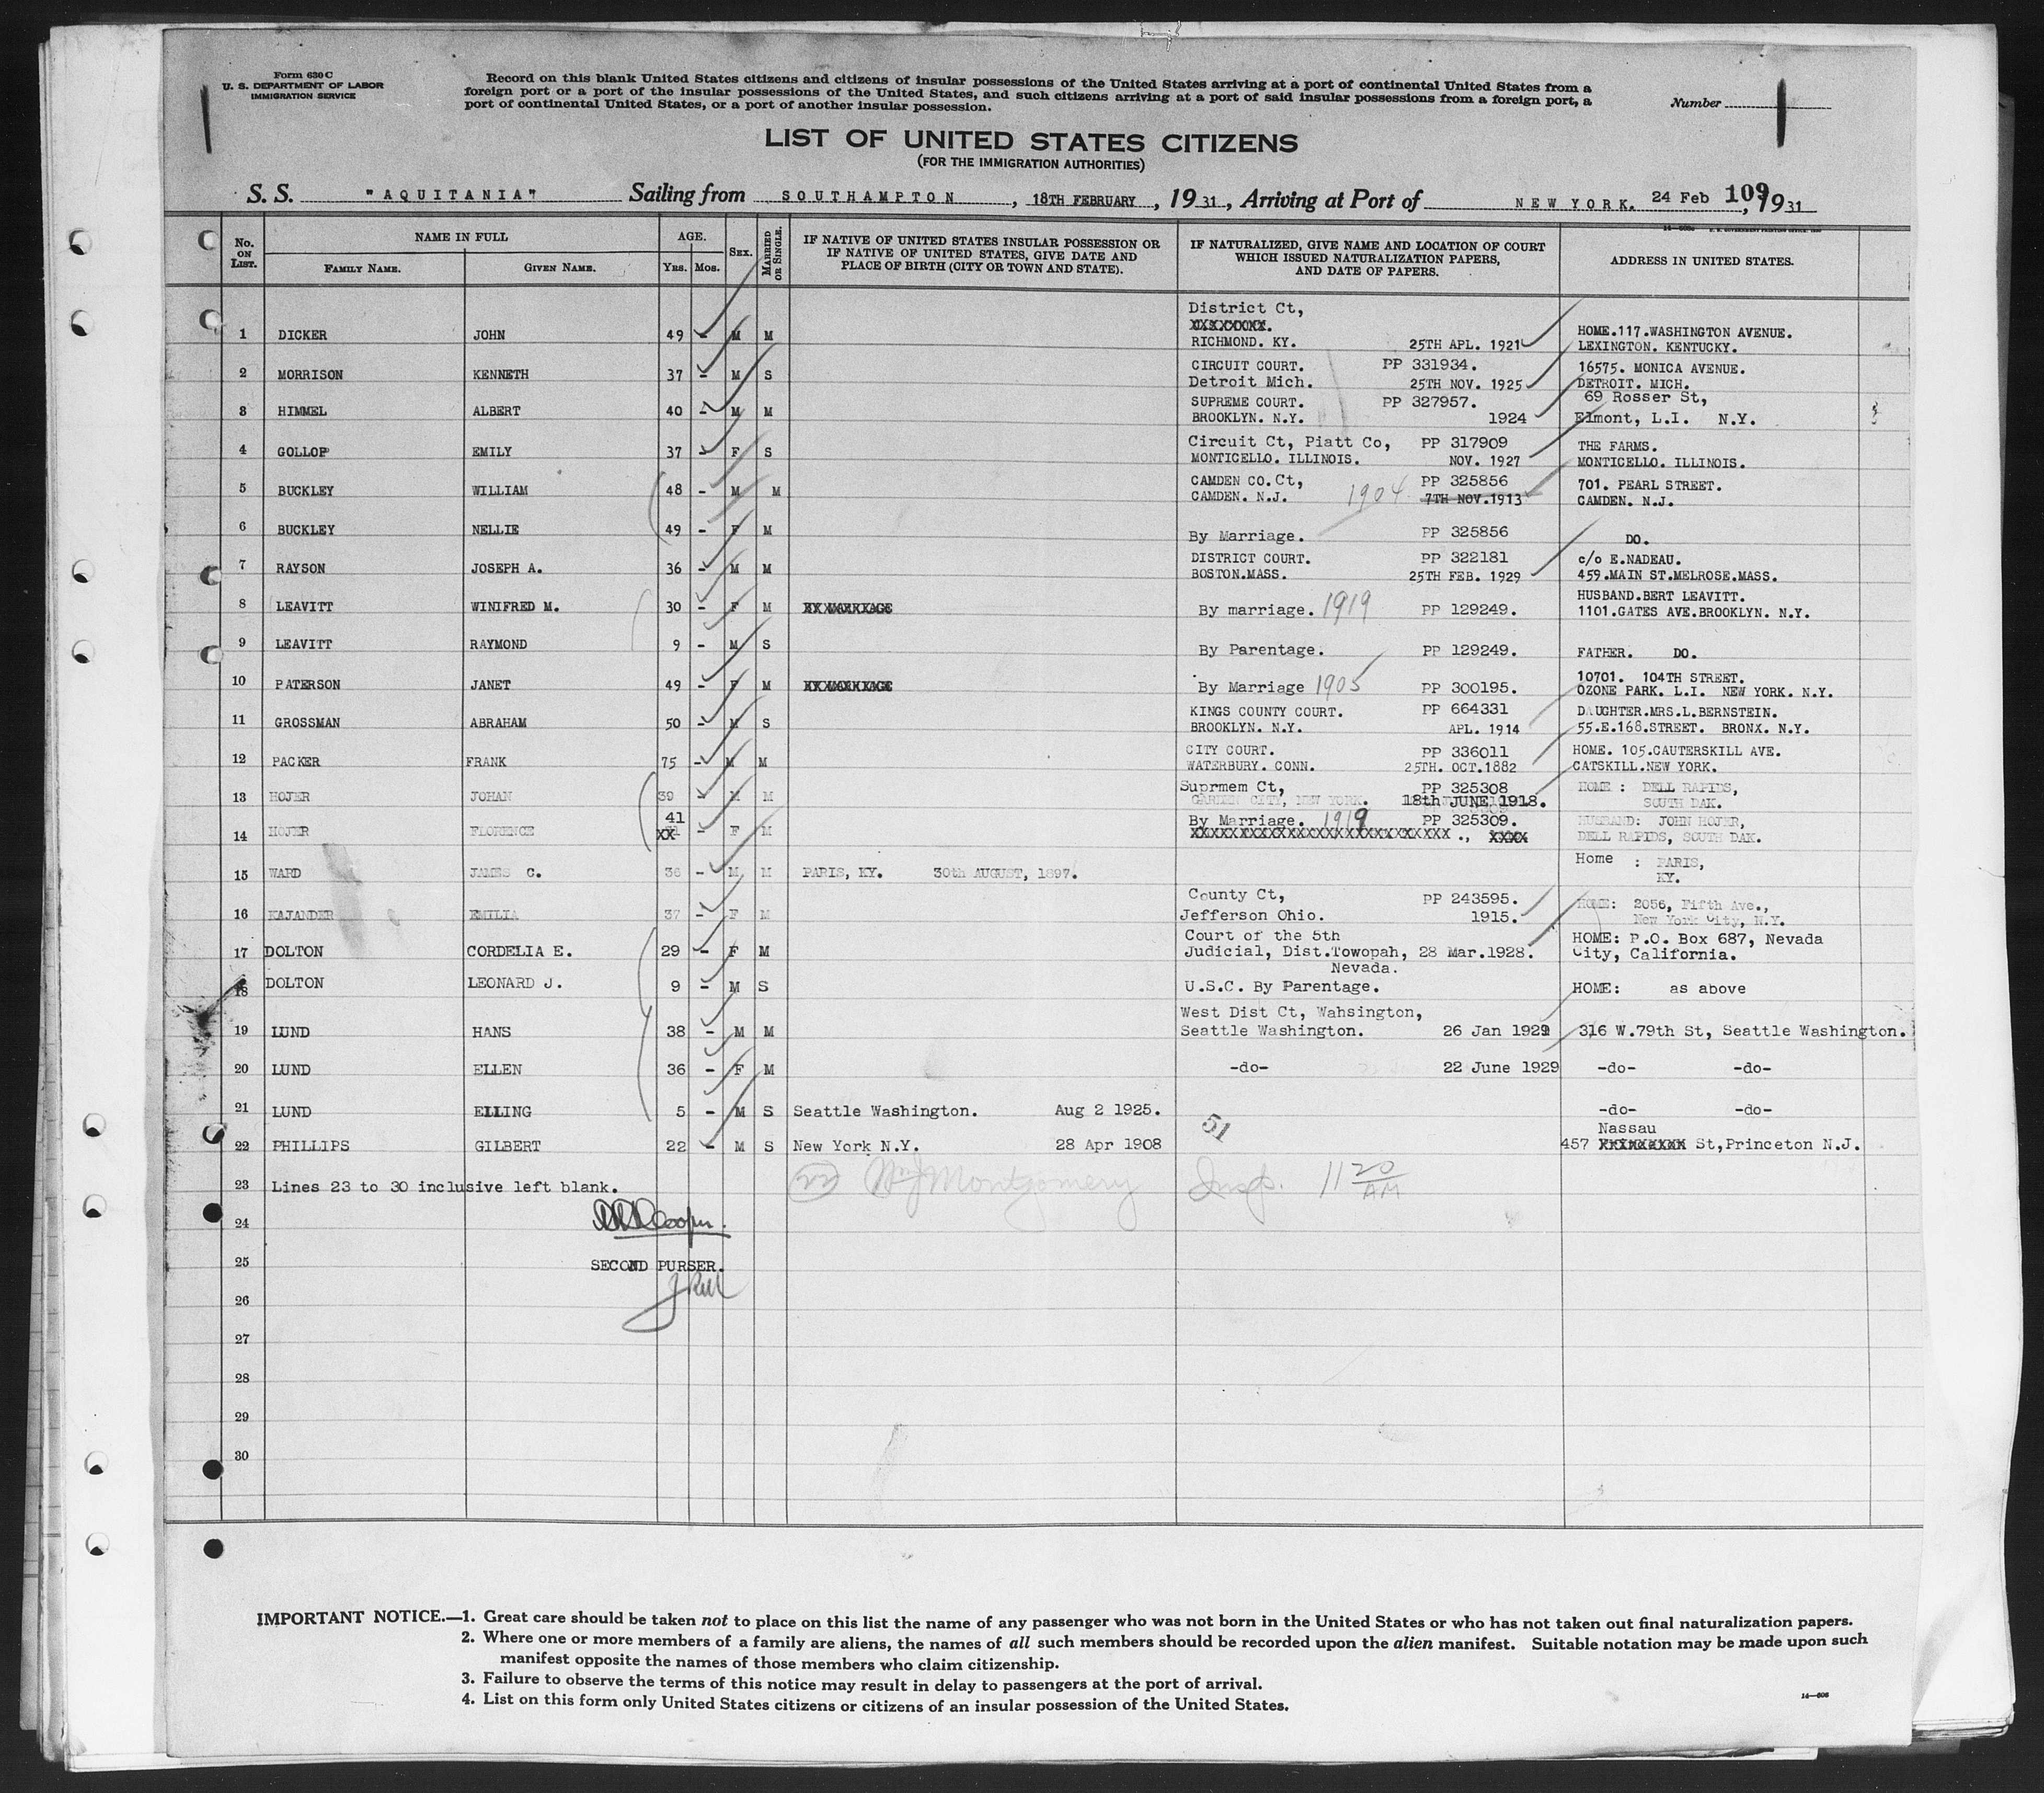 Form 630 C
U. S. DEPARTMENT OF LABOR
IMMIGRATION SERVICE
Record on this blank United States citizens and citizens of insular possessions of the United States arriving at a port of continental United States from a
foreign port or a port of the insular possessions of the United States, and such citizens arriving at a port of said insular possessions from a foreign port, a
port of continental United States, or a port of another insular possession.
Number
LIST OF UNITED STATES CITIZENS
(FOR THE IMMIGRATION AUTHORITIES)
S. S. "AQUITANIA" Sailing from SOUTHAMPTON, 18TH FEBRUARY, 1931, Arriving at Port of NEW YORK. 24 Feb 109, 1931
No. ON LIST. NAME IN FULL AGE. SEX. MARRIED OR SINGLE. IF NATIVE OF UNITED STATES INSULAR POSSESSION OR IF NATIVE OF UNITED STATES, GIVE DATE AND PLACE OF BIRTH (CITY OR TOWN AND STATE). IF NATURALIZED, GIVE NAME AND LOCATION OF COURT WHICH ISSUED NATURALIZATION PAPERS, AND DATE OF PAPERS. ADDRESS IN UNITED STATES.
FAMILY NAME. GIVEN NAME. YRS. MOS.
District Ct,
XXXXXXXX.
1 DICKER JOHN 49 - M M RICHMOND. KY. 25TH APL. 1921 HOME.117.WASHINGTON AVENUE.
LEXINGTON. KENTUCKY.
CIRCUIT COURT. PP 331934. 16575. MONICA AVENUE.
2 MORRISON KENNETH 37 - M S Detroit Mich. 25TH NOV. 1925 DETROIT. MICH.
SUPREME COURT. PP 327957. 69 Rosser St,
3 HIMMEL ALBERT 40 - M M BROOKLYN. N.Y. 1924 Elmont, L.I. N.Y.
Circuit Ct, Piatt Co, PP 317909 THE FARMS.
4 GOLLOP EMILY 37 - F S MONTICELLO. ILLINOIS. NOV. 1927 MONTICELLO. ILLINOIS.
CAMDEN CO.Ct, PP 325856 701. PEARL STREET.
5 BUCKLEY WILLIAM 48 - M M CAMDEN. N.J. 1904 7TH NOV.1913 CAMDEN. N.J.
6 BUCKLEY NELLIE 49 - F M By Marriage. PP 325856 DO.
DISTRICT COURT. PP 322181 c/o E.NADEAU.
7 RAYSON JOSEPH A. 36 - M M BOSTON.MASS. 25TH FEB. 1929 459.MAIN ST.MELROSE.MASS.
HUSBAND.BERT LEAVITT.
8 LEAVITT WINIFRED M. 30 - F M BY MARRIAGE By marriage. 1919 PP 129249. 1101.GATES AVE.BROOKLYN. N.Y.
9 LEAVITT RAYMOND 9 - M S By Parentage. PP 129249. FATHER. DO.
10701. 104TH STREET.
10 PATERSON JANET 49 - F M BY MARRIAGE By Marriage 1905 PP 300195. OZONE PARK. L.I. NEW YORK. N.Y.
KINGS COUNTY COURT. PP 664331 DAUGHTER.MRS.L.BERNSTEIN.
11 GROSSMAN ABRAHAM 50 - M S BROOKLYN. N.Y. APL. 1914 55.E.168.STREET. BRONX. N.Y.
CITY COURT. PP 336011 HOME. 105.CAUTERSKILL AVE.
12 PACKER FRANK 75 - M M WATERBURY. CONN. 25TH. OCT.1882 CATSKILL.NEW YORK.
Suprmem Ct, PP 325308 HOME : DELL RAPIDS,
13 HOJER JOHAN 39 - M M GARDEN CITY, NEW YORK. 18th JUNE 1918. SOUTH DAK.
41 By Marriage. 1919 PP 325309. HUSBAND: JOHN HOJER,
14 HOJER FLORENCE XX - F M XXXXXXXXXXXXXXXXXXXXXXXXXX ., XXXX DELL RAPIDS, SOUTH DAK.
Home : PARIS,
15 WARD JAMES C. 36 - M M PARIS, KY. 30th AUGUST, 1897. KY.
County Ct, PP 243595. HOME: 2056, Fifth Ave.,
16 KAJANDER EMILIA 37 - F M Jefferson Ohio. 1915. New York City, N.Y.
Court of the 5th HOME: P.O. Box 687, Nevada
17 DOLTON CORDELIA E. 29 - F M Judicial, Dist.Towopah, 28 Mar.1928. City, California.
Nevada.
18 DOLTON LEONARD J. 9 - M S U.S.C. By Parentage. HOME: as above
West Dist Ct, Wahsington,
19 LUND HANS 38 - M M Seattle Washington. 26 Jan 1929 316 W.79th St, Seattle Washington.
20 LUND ELLEN 36 - F M -do- 22 June 1929 -do- -do-
21 LUND ELLING 5 - M S Seattle Washington. Aug 2 1925. -do- -do-
51 Nassau
22 PHILLIPS GILBERT 22 - M S New York N.Y. 28 Apr 1908 457 XXXXXXXXX St,Princeton N.J.
23 Lines 23 to 30 inclusive left blank. 22 Wm J Montgomery Insp. 11 20 AM
24
25 SECOND PURSER.
26
27
28
29
30
IMPORTANT NOTICE.—1. Great care should be taken not to place on this list the name of any passenger who was not born in the United States or who has not taken out final naturalization papers.
2. Where one or more members of a family are aliens, the names of all such members should be recorded upon the alien manifest. Suitable notation may be made upon such
manifest opposite the names of those members who claim citizenship.
3. Failure to observe the terms of this notice may result in delay to passengers at the port of arrival.
4. List on this form only United States citizens or citizens of an insular possession of the United States.
14—606